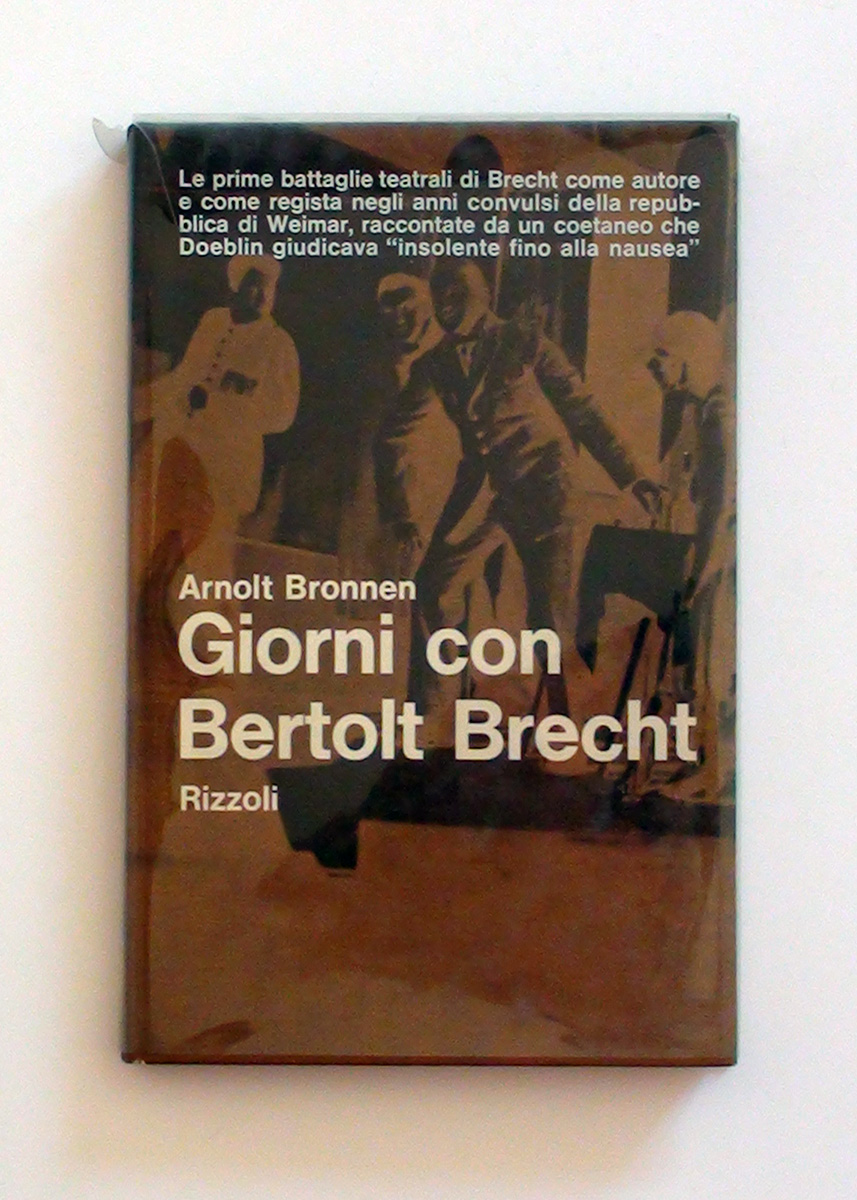 Le prime battaglie teatrali di Brecht come autore
e come regista negli anni convulsi della repub-
blica di Weimar, raccontate da un coetaneo che
Doeblin giudicava “insolente fino alla nausea”
Arnolt Bronnen
Giorni con
Bertolt Brecht
Rizzoli